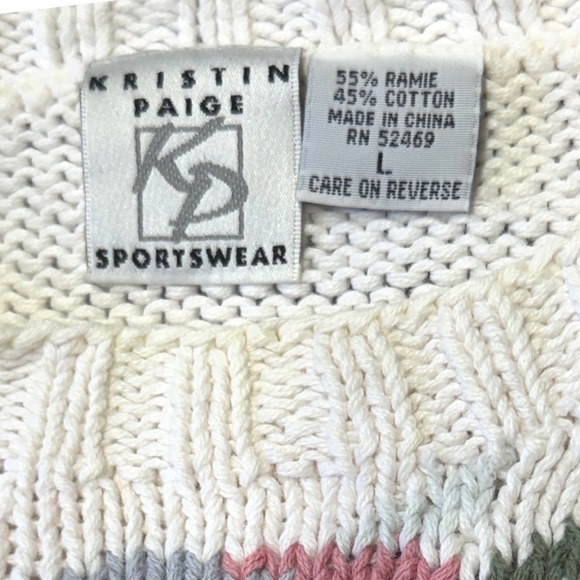 KRISTIN
PAIGE
KP
SPORTSWEAR
55% RAMIE
45% COTTON
MADE IN CHINA
RN 52469
L
CARE ON REVERSE